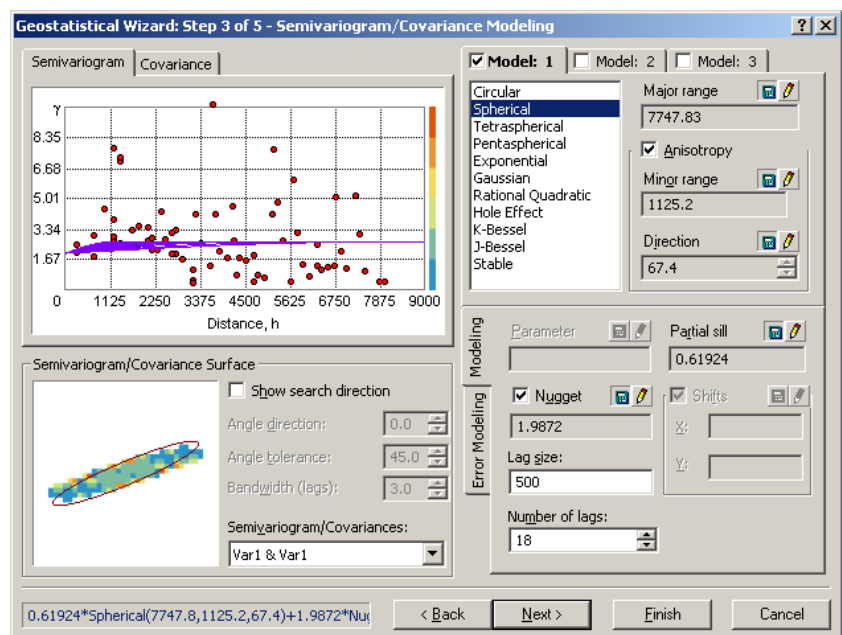 Geostatistical Wizard: Step 3 of 5 - Semivariogram/Covariance Modeling
Semivariogram
Covariance
γ
8.35
6.68
5.01
3.34
1.67
0 1125 2250 3375 4500 5625 6750 7875 9000
Distance, h
Semivariogram/Covariance Surface
Show search direction
Angle direction: 0.0
Angle tolerance: 45.0
Bandwidth (lags): 3.0
Semivariogram/Covariances:
Var1 & Var1
Model: 1
Model: 2
Model: 3
Circular
Spherical
Tetraspherical
Pentaspherical
Exponential
Gaussian
Rational Quadratic
Hole Effect
K-Bessel
J-Bessel
Stable
Major range
7747.83
Anisotropy
Minor range
1125.2
Direction
67.4
Modeling
Error Modeling
Parameter
Partial sill
0.61924
Nugget
1.9872
Shifts
X:
Y:
Lag size:
500
Number of lags:
18
0.61924*Spherical(7747.8,1125.2,67.4)+1.9872*Nug
< Back
Next >
Finish
Cancel